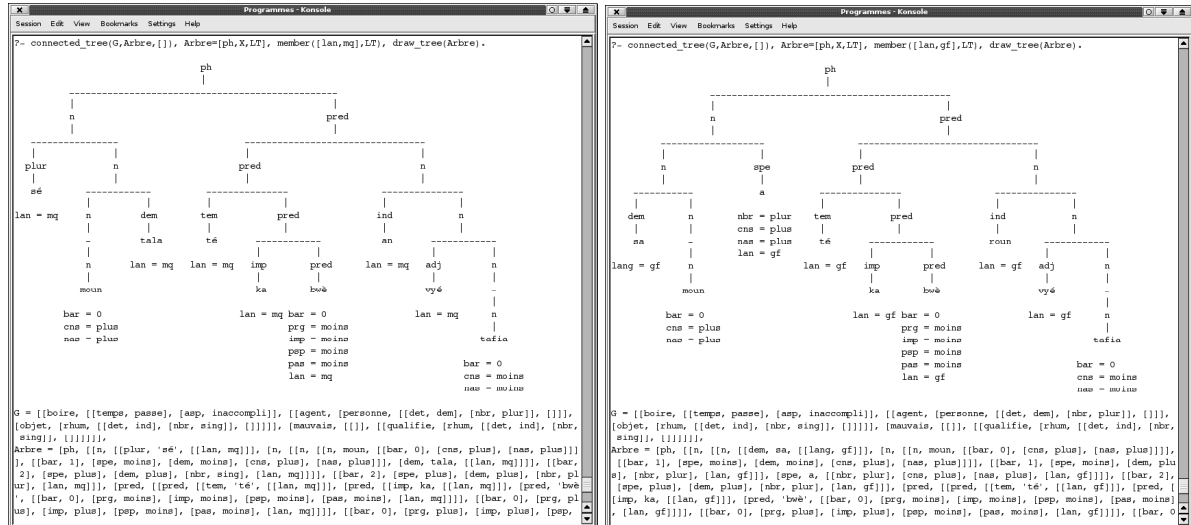 Programmes - Konsole
Session Edit View Bookmarks Settings Help
?- connected_tree(G,Arbre,[]), Arbre=[ph,X,LT], member([lan,mq],LT), draw_tree(Arbre).
ph
n pred
plur n pred n
sé
lan = mq n dem tem pred ind n
- tala té an
n lan = mq lan = mq imp pred lan = mq adj n
moun ka bwè vyé -
bar = 0 lan = mq bar = 0 lan = mq n
cns = plus prg = moins
nas = plus imp = moins tafia
psp = moins
pas = moins bar = 0
lan = mq cns = moins
nas = moins
G = [[boire, [[temps, passe], [asp, inaccompli]], [[agent, [personne, [[det, dem], [nbr, plur]], []]],
[objet, [rhum, [[det, ind], [nbr, sing]], []]]]], [mauvais, [[]], [[qualifie, [rhum, [[det, ind], [nbr,
sing]], []]]]]],
Arbre = [ph, [[n, [[plur, 'sé', [[lan, mq]]], [n, [[n, [[n, moun, [[bar, 0], [cns, plus], [nas, plus]]]
], [[bar, 1], [spe, moins], [dem, moins], [cns, plus], [nas, plus]]], [dem, tala, [[lan, mq]]]], [[bar,
2], [spe, plus], [dem, plus], [nbr, plur], [lan, mq]]]], [[bar, 2], [spe, plus], [dem, plus], [nbr, pl
ur], [lan, mq]]], [pred, [[pred, [[tem, 'té', [[lan, mq]]], [pred, [[imp, ka, [[lan, mq]]], [pred, 'bwè
', [[bar, 0], [prg, moins], [imp, moins], [psp, moins], [pas, moins], [lan, mq]]]], [[bar, 0], [prg, pl
us], [imp, plus], [psp, moins], [pas, moins], [lan, mq]]]], [[bar, 0], [prg, plus], [imp, plus], [psp,
Programmes - Konsole
Session Edit View Bookmarks Settings Help
?- connected_tree(G,Arbre,[]), Arbre=[ph,X,LT], member([lan,gf],LT), draw_tree(Arbre).
ph
n pred
n spe pred n
a
dem n nbr = plur tem pred ind n
cns = plus
sa - nas = plus té roun
lan = gf
lang = gf n lan = gf imp pred lan = gf adj n
moun ka bwè vyé -
bar = 0 lan = gf bar = 0 lan = gf n
cns = plus prg = moins
nas = plus imp = moins tafia
psp = moins
pas = moins bar = 0
lan = gf cns = moins
nas = moins
G = [[boire, [[temps, passe], [asp, inaccompli]], [[agent, [personne, [[det, dem], [nbr, plur]], []]],
[objet, [rhum, [[det, ind], [nbr, sing]], []]]]], [mauvais, [[]], [[qualifie, [rhum, [[det, ind], [nbr,
sing]], []]]]]],
Arbre = [ph, [[n, [[n, [[dem, sa, [[lang, gf]]], [n, [[n, moun, [[bar, 0], [cns, plus], [nas, plus]]]],
[[bar, 1], [spe, moins], [dem, moins], [cns, plus], [nas, plus]]]], [[bar, 1], [spe, moins], [dem, plu
s], [nbr, plur], [lan, gf]]], [spe, a, [[nbr, plur], [cns, plus], [nas, plus], [lan, gf]]]], [[bar, 2],
[spe, plus], [dem, plus], [nbr, plur], [lan, gf]]], [pred, [[pred, [[tem, 'té', [[lan, gf]]], [pred, [
[imp, ka, [[lan, gf]]], [pred, 'bwè', [[bar, 0], [prg, moins], [imp, moins], [psp, moins], [pas, moins]
, [lan, gf]]]], [[bar, 0], [prg, plus], [imp, plus], [psp, moins], [pas, moins], [lan, gf]]]], [[bar, 0